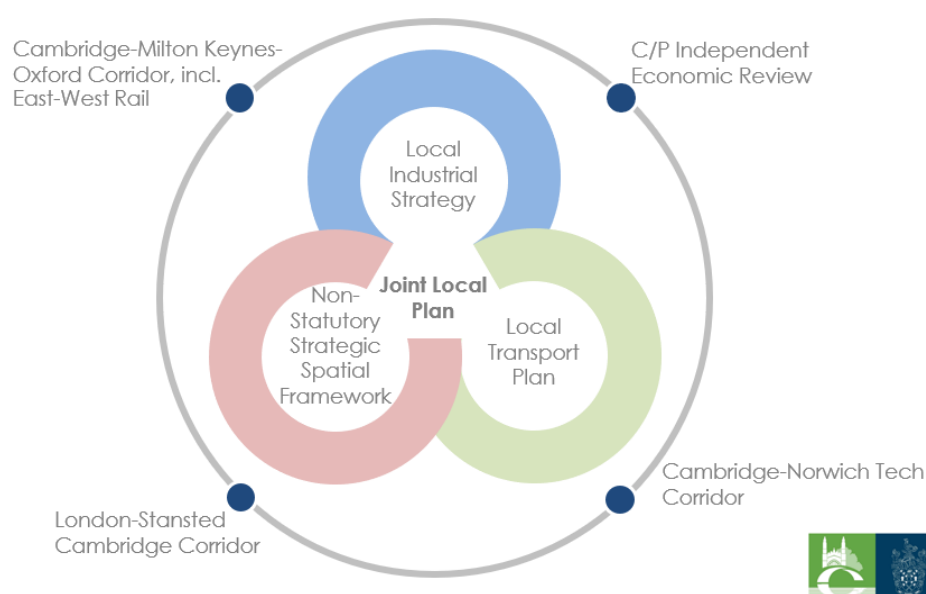 Cambridge-Milton Keynes-
Oxford Corridor, incl.
East-West Rail
C/P Independent
Economic Review
Local
Industrial
Strategy
Joint Local
Plan
Non-
Statutory
Strategic
Spatial
Framework
Local
Transport
Plan
London-Stansted
Cambridge Corridor
Cambridge-Norwich Tech
Corridor